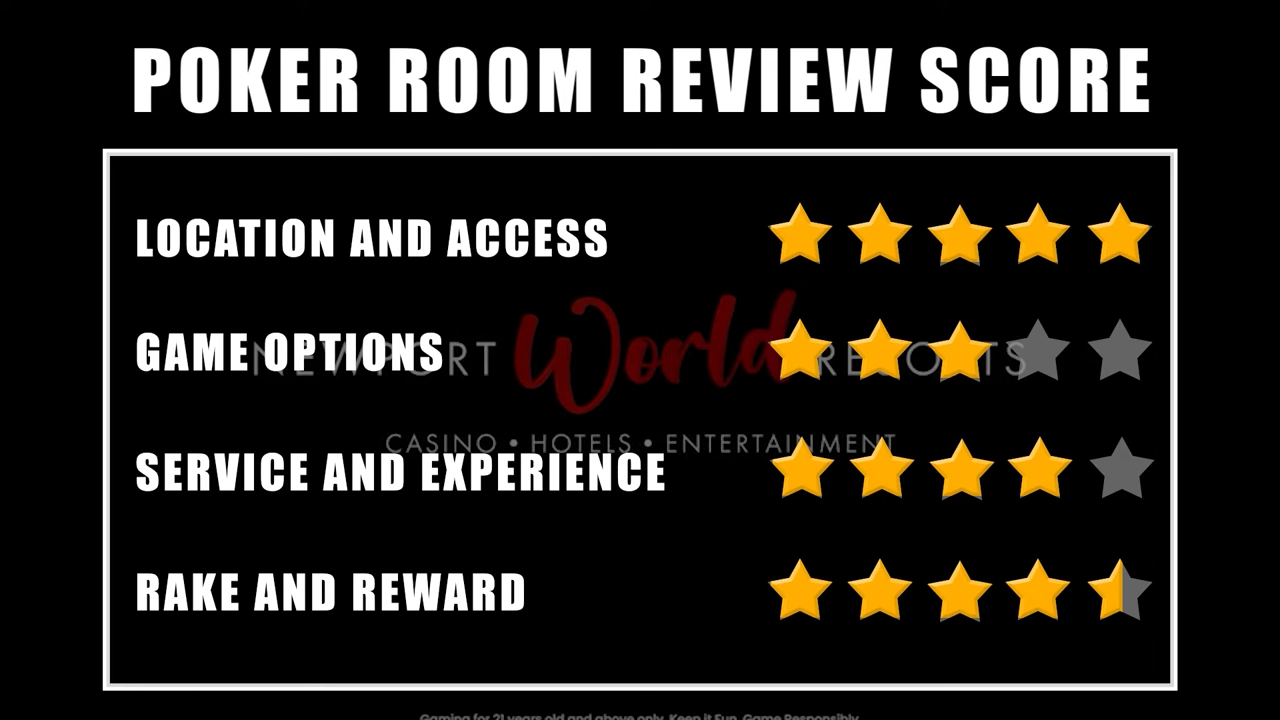 POKER ROOM REVIEW SCORE
LOCATION AND ACCESS
NEWPORT World RESORTS
GAME OPTIONS
CASINO • HOTELS • ENTERTAINMENT
SERVICE AND EXPERIENCE
RAKE AND REWARD
Gaming for 21 years old and above only. Keep it Fun. Game Responsibly.